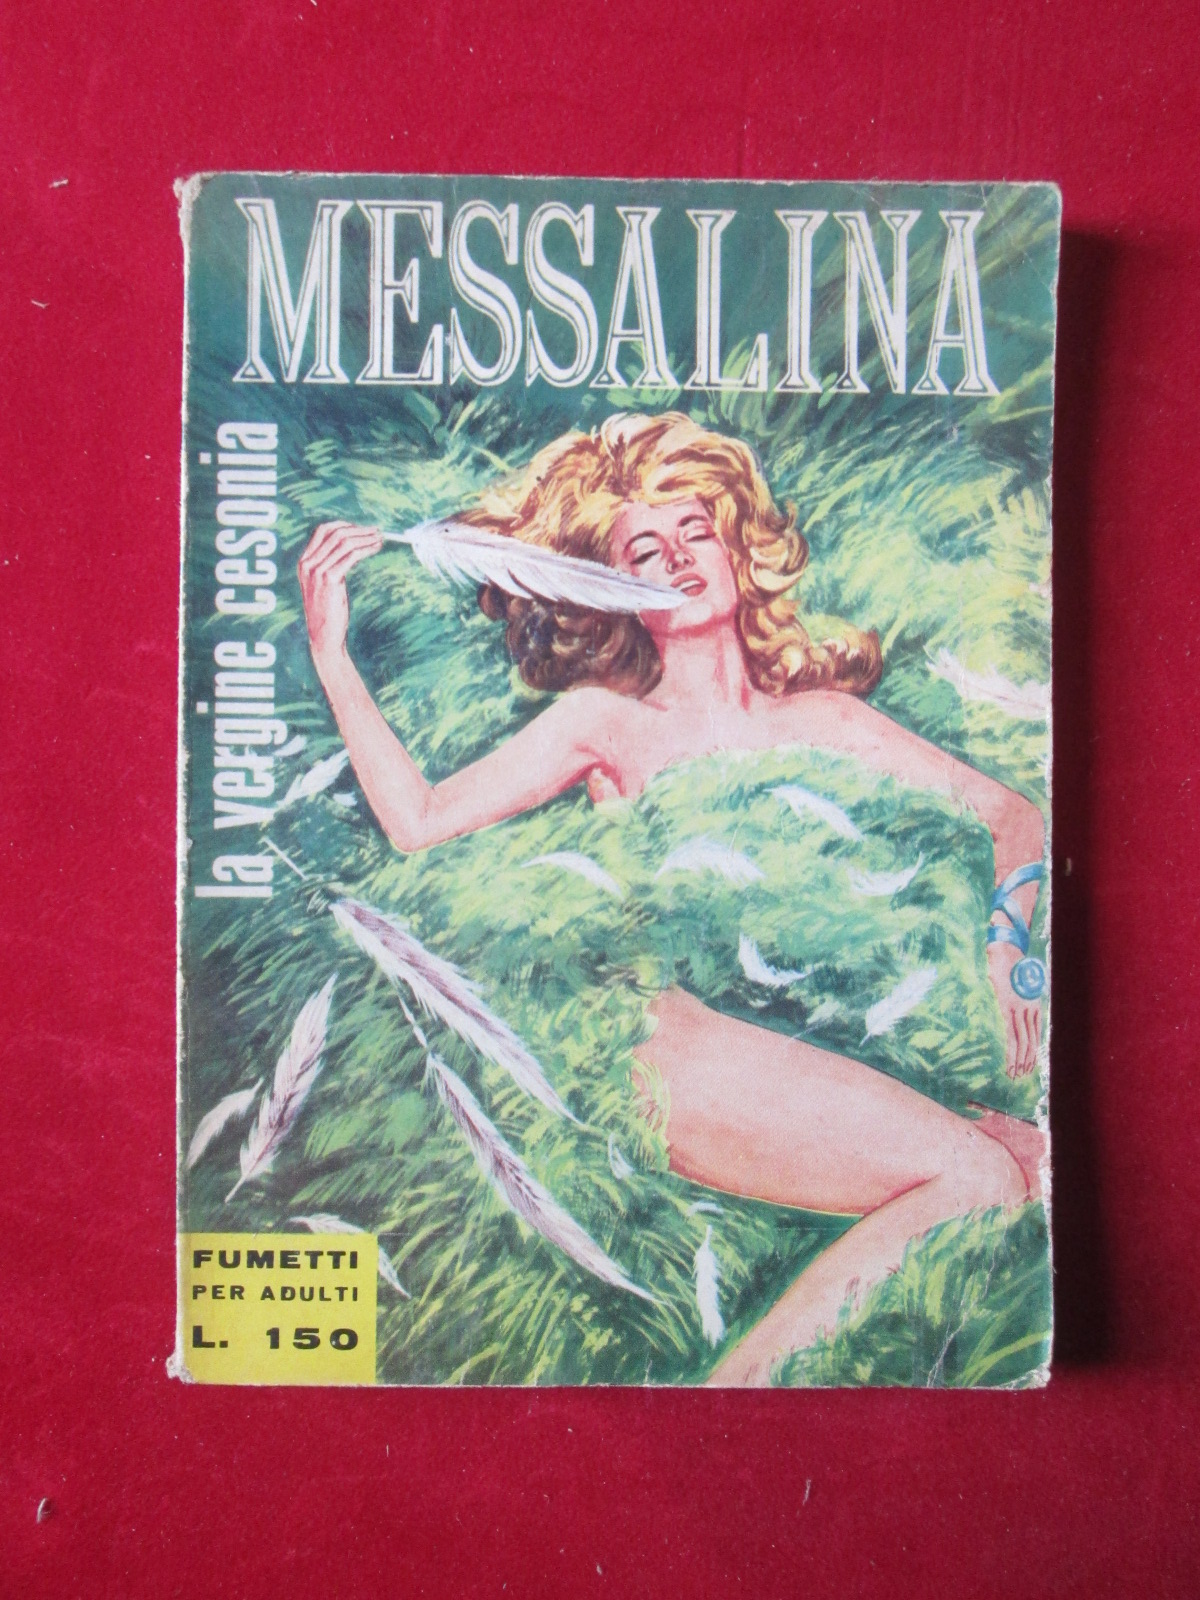 MESSALINA
la vergine cesonia
FUMETTI
PER ADULTI
L. 150